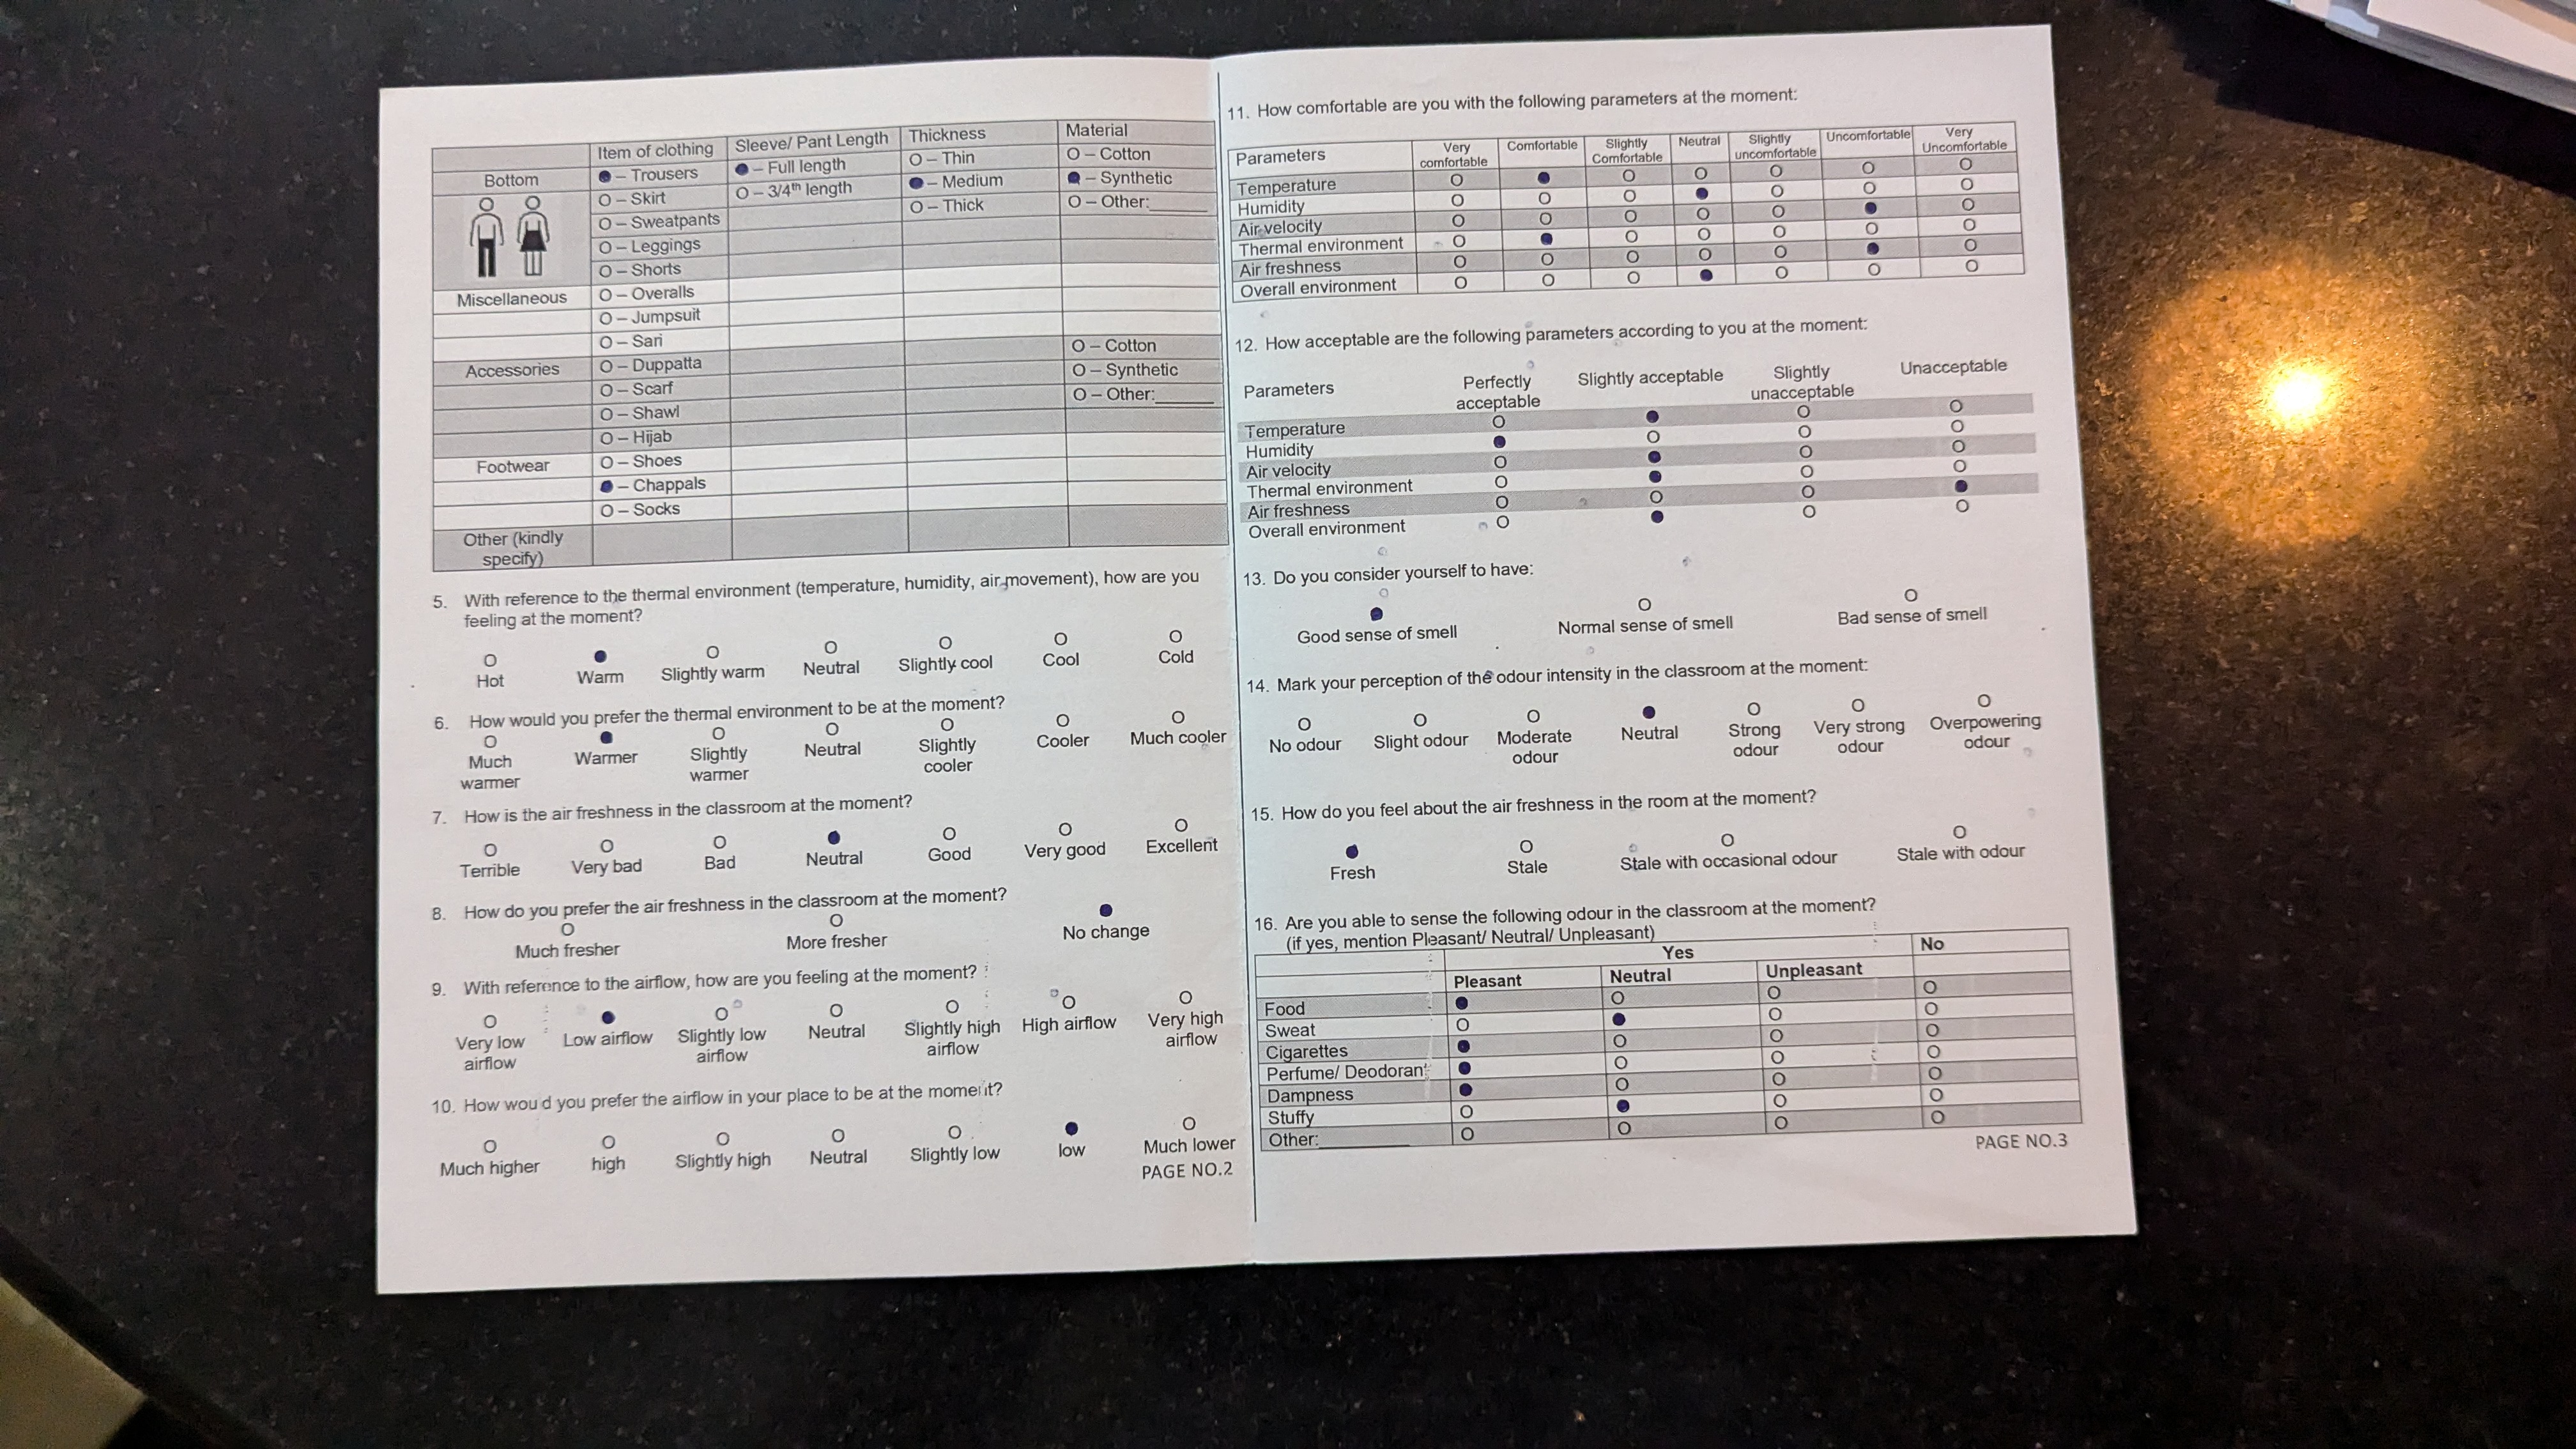 Item of clothing Sleeve/ Pant Length Thickness Material
Bottom ● – Trousers ● – Full length O – Thin O – Cotton
O – Skirt O – 3/4th length ● – Medium ● – Synthetic
O – Sweatpants O – Thick O – Other:______
O – Leggings
O – Shorts
Miscellaneous O – Overalls
O – Jumpsuit
O – Sari
Accessories O – Duppatta O – Cotton
O – Scarf O – Synthetic
O – Shawl O – Other:______
O – Hijab
Footwear O – Shoes
● – Chappals
O – Socks
Other (kindly
specify)
5. With reference to the thermal environment (temperature, humidity, air movement), how are you
feeling at the moment?
O ● O O O O O
Hot Warm Slightly warm Neutral Slightly cool Cool Cold
6. How would you prefer the thermal environment to be at the moment?
O ● O O O O O
Much Warmer Slightly Neutral Slightly Cooler Much cooler
warmer warmer cooler
7. How is the air freshness in the classroom at the moment?
O O O ● O O O
Terrible Very bad Bad Neutral Good Very good Excellent
8. How do you prefer the air freshness in the classroom at the moment?
O O ●
Much fresher More fresher No change
9. With reference to the airflow, how are you feeling at the moment?
O ● O O O O O
Very low Low airflow Slightly low Neutral Slightly high High airflow Very high
airflow airflow airflow airflow
10. How wou d you prefer the airflow in your place to be at the moment?
O O O O O ● O
Much higher high Slightly high Neutral Slightly low low Much lower
PAGE NO.2
11. How comfortable are you with the following parameters at the moment:
Parameters Very Comfortable Slightly Neutral Slightly Uncomfortable Very
comfortable Comfortable uncomfortable Uncomfortable
Temperature O ● O O O O O
Humidity O O O ● O O O
Air velocity O O O O O ● O
Thermal environment O ● O O O O O
Air freshness O O O O O ● O
Overall environment O O O ● O O O
12. How acceptable are the following parameters according to you at the moment:
Parameters Perfectly Slightly acceptable Slightly Unacceptable
acceptable unacceptable
Temperature O ● O O
Humidity ● O O O
Air velocity O ● O O
Thermal environment O ● O O
Air freshness O O O ●
Overall environment O ● O O
13. Do you consider yourself to have:
● O O
Good sense of smell Normal sense of smell Bad sense of smell
14. Mark your perception of the odour intensity in the classroom at the moment:
O O O ● O O O
No odour Slight odour Moderate Neutral Strong Very strong Overpowering
odour odour odour odour
15. How do you feel about the air freshness in the room at the moment?
● O O O
Fresh Stale Stale with occasional odour Stale with odour
16. Are you able to sense the following odour in the classroom at the moment?
(if yes, mention Pleasant/ Neutral/ Unpleasant)
Yes No
Pleasant Neutral Unpleasant
Food ● O O O
Sweat O ● O O
Cigarettes ● O O O
Perfume/ Deodorant ● O O O
Dampness ● O O O
Stuffy O ● O O
Other:__________ O O O O
PAGE NO.3